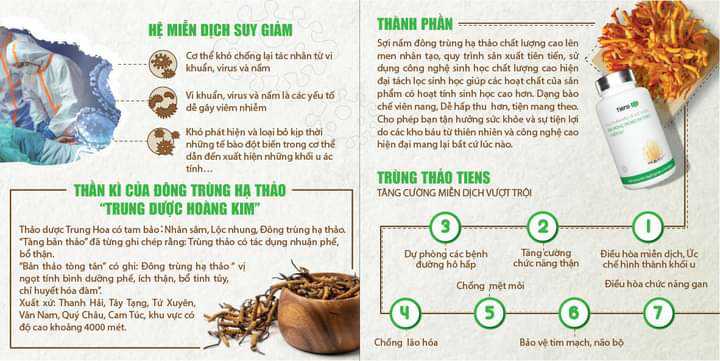 HỆ MIỄN DỊCH SUY GIẢM
Cơ thể khó chống lại tác nhân từ vi
khuẩn, virus và nấm
Vi khuẩn, virus và nấm là các yếu tố
dễ gây viêm nhiễm
Khó phát hiện và loại bỏ kịp thời
những tế bào đột biến trong cơ thể
dẫn đến xuất hiện những khối u ác
tính...
THẦN KÌ CỦA ĐÔNG TRÙNG HẠ THẢO
"TRUNG DƯỢC HOÀNG KIM"
Thảo dược Trung Hoa có tam bảo: Nhân sâm, Lộc nhung, Đông trùng hạ thảo.
"Tăng bản thảo" đã từng ghi chép rằng: Trùng thảo có tác dụng nhuận phế,
bổ thận.
"Bản thảo tòng tân" có ghi: Đông trùng hạ thảo " vị
ngọt tính bình dưỡng phế, ích thận, bổ tinh tủy,
chỉ huyết hóa đàm".
Xuất xứ: Thanh Hải, Tây Tạng, Tứ Xuyên,
Vân Nam, Quý Châu, Cam Túc, khu vực có
độ cao khoảng 4000 mét.
THÀNH PHẦN
Sợi nấm đông trùng hạ thảo chất lượng cao lên
men nhân tạo, quy trình sản xuất tiên tiến, sử
dụng công nghệ sinh học chất lượng cao hiện
đại tách lọc sinh học giúp các hoạt chất của sản
phẩm có hoạt tính sinh học cao hơn. Dạng bào
chế viên nang, Dễ hấp thu hơn, tiện mang theo.
Cho phép bạn tận hưởng sức khỏe và sự tiện lợi
do các kho báu từ thiên nhiên và công nghệ cao
hiện đại mang lại bất cứ lúc nào.
Tiens
TRÙNG THẢO TIENS
TĂNG CƯỜNG MIỄN DỊCH VƯỢT TRỘI
3
2
1
Dự phòng các bệnh
đường hô hấp
Tăng cường
chức năng thận
Điều hòa miễn dịch, Ức
chế hình thành khối u
Chống mệt mỏi
Điều hòa chức năng gan
4
5
6
7
Chống lão hóa
Bảo vệ tim mạch, não bộ